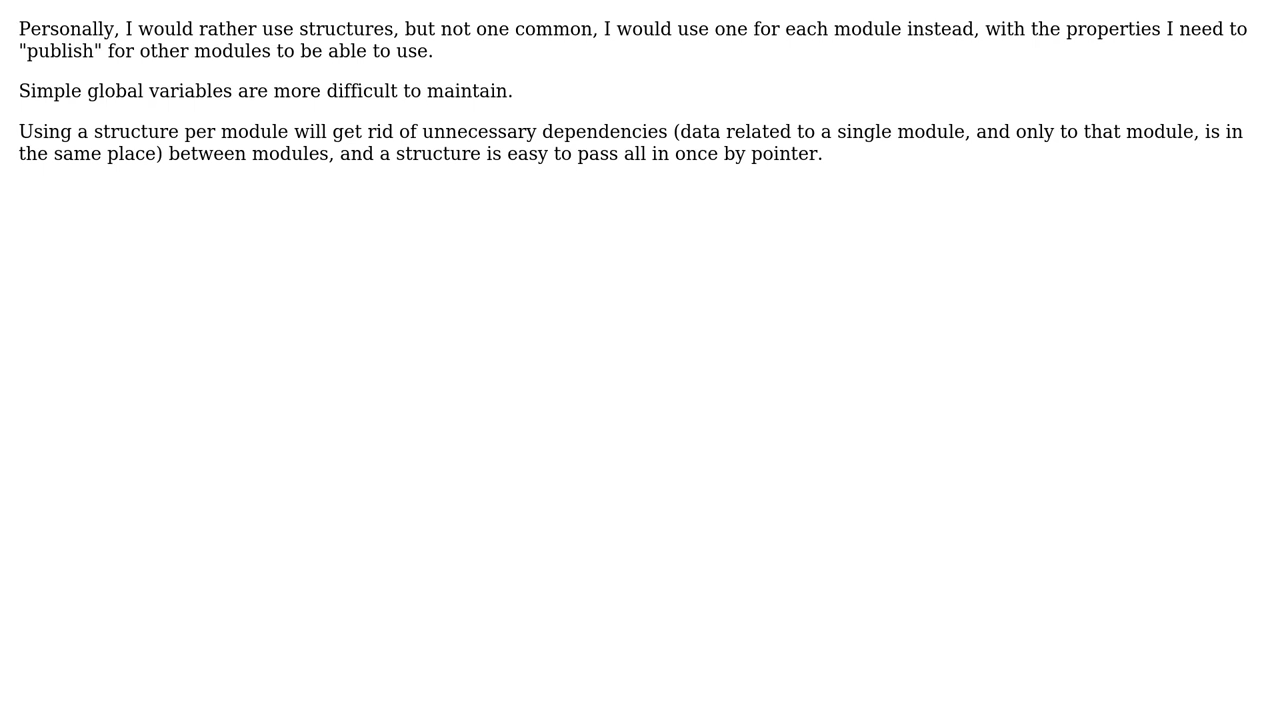 Personally, I would rather use structures, but not one common, I would use one for each module instead, with the properties I need to
"publish" for other modules to be able to use.
Simple global variables are more difficult to maintain.
Using a structure per module will get rid of unnecessary dependencies (data related to a single module, and only to that module, is in
the same place) between modules, and a structure is easy to pass all in once by pointer.